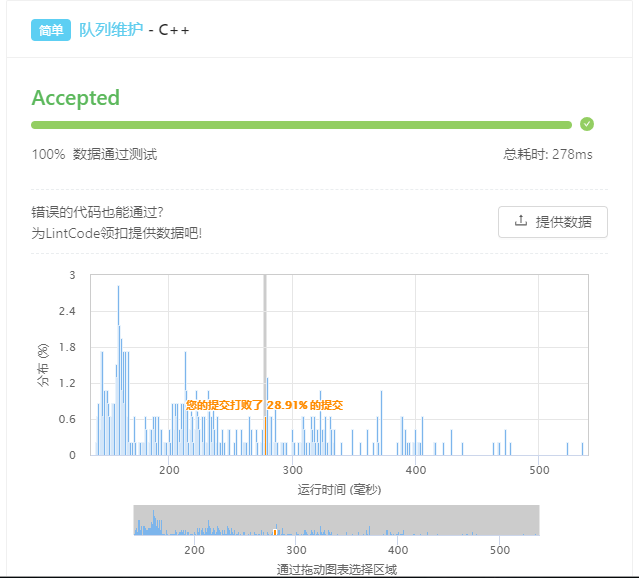 简单 队列维护 - C++
Accepted
100% 数据通过测试 总耗时: 278ms
错误的代码也能通过?
为LintCode领扣提供数据吧!
提供数据
3
2.4
1.8
1.2
0.6
0
分布 (%)
您的提交打败了 28.91% 的提交
200 300 400 500
运行时间 (毫秒)
200 300 400 500
通过拖动图表选择区域